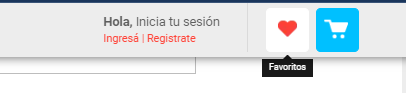 Hola, Inicia tu sesión
Ingresá | Registrate
Favoritos